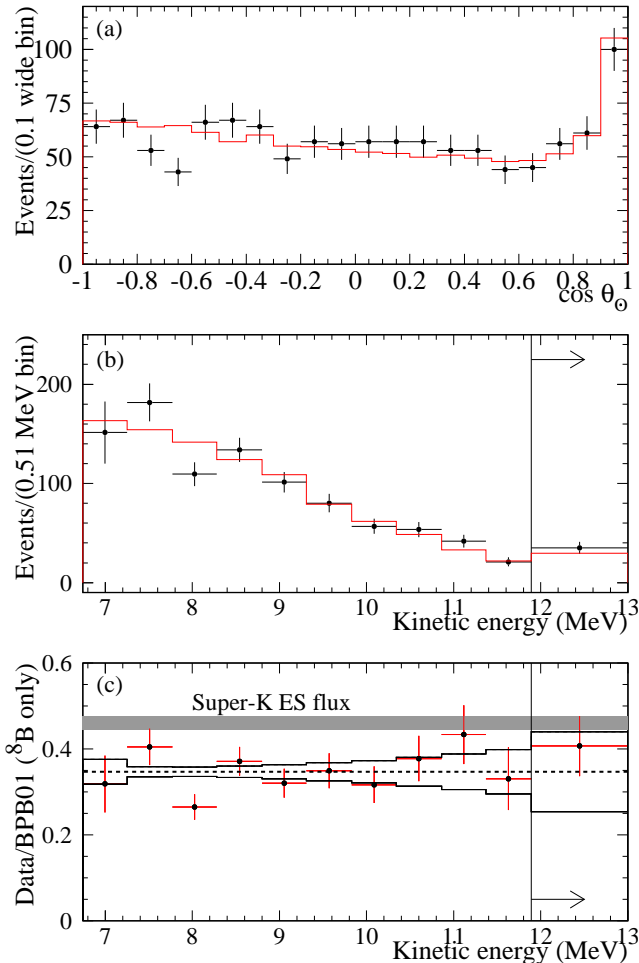 (a)
Events/(0.1 wide bin)
100
75
50
25
0
-1 -0.8 -0.6 -0.4 -0.2 0 0.2 0.4 0.6 0.8 1
cos θ⊙
(b)
Events/(0.51 MeV bin)
200
100
0
7 8 9 10 11 12 13
Kinetic energy (MeV)
(c)
Super-K ES flux
Data/BPB01 (⁸B only)
0.6
0.4
0.2
0
7 8 9 10 11 12 13
Kinetic energy (MeV)